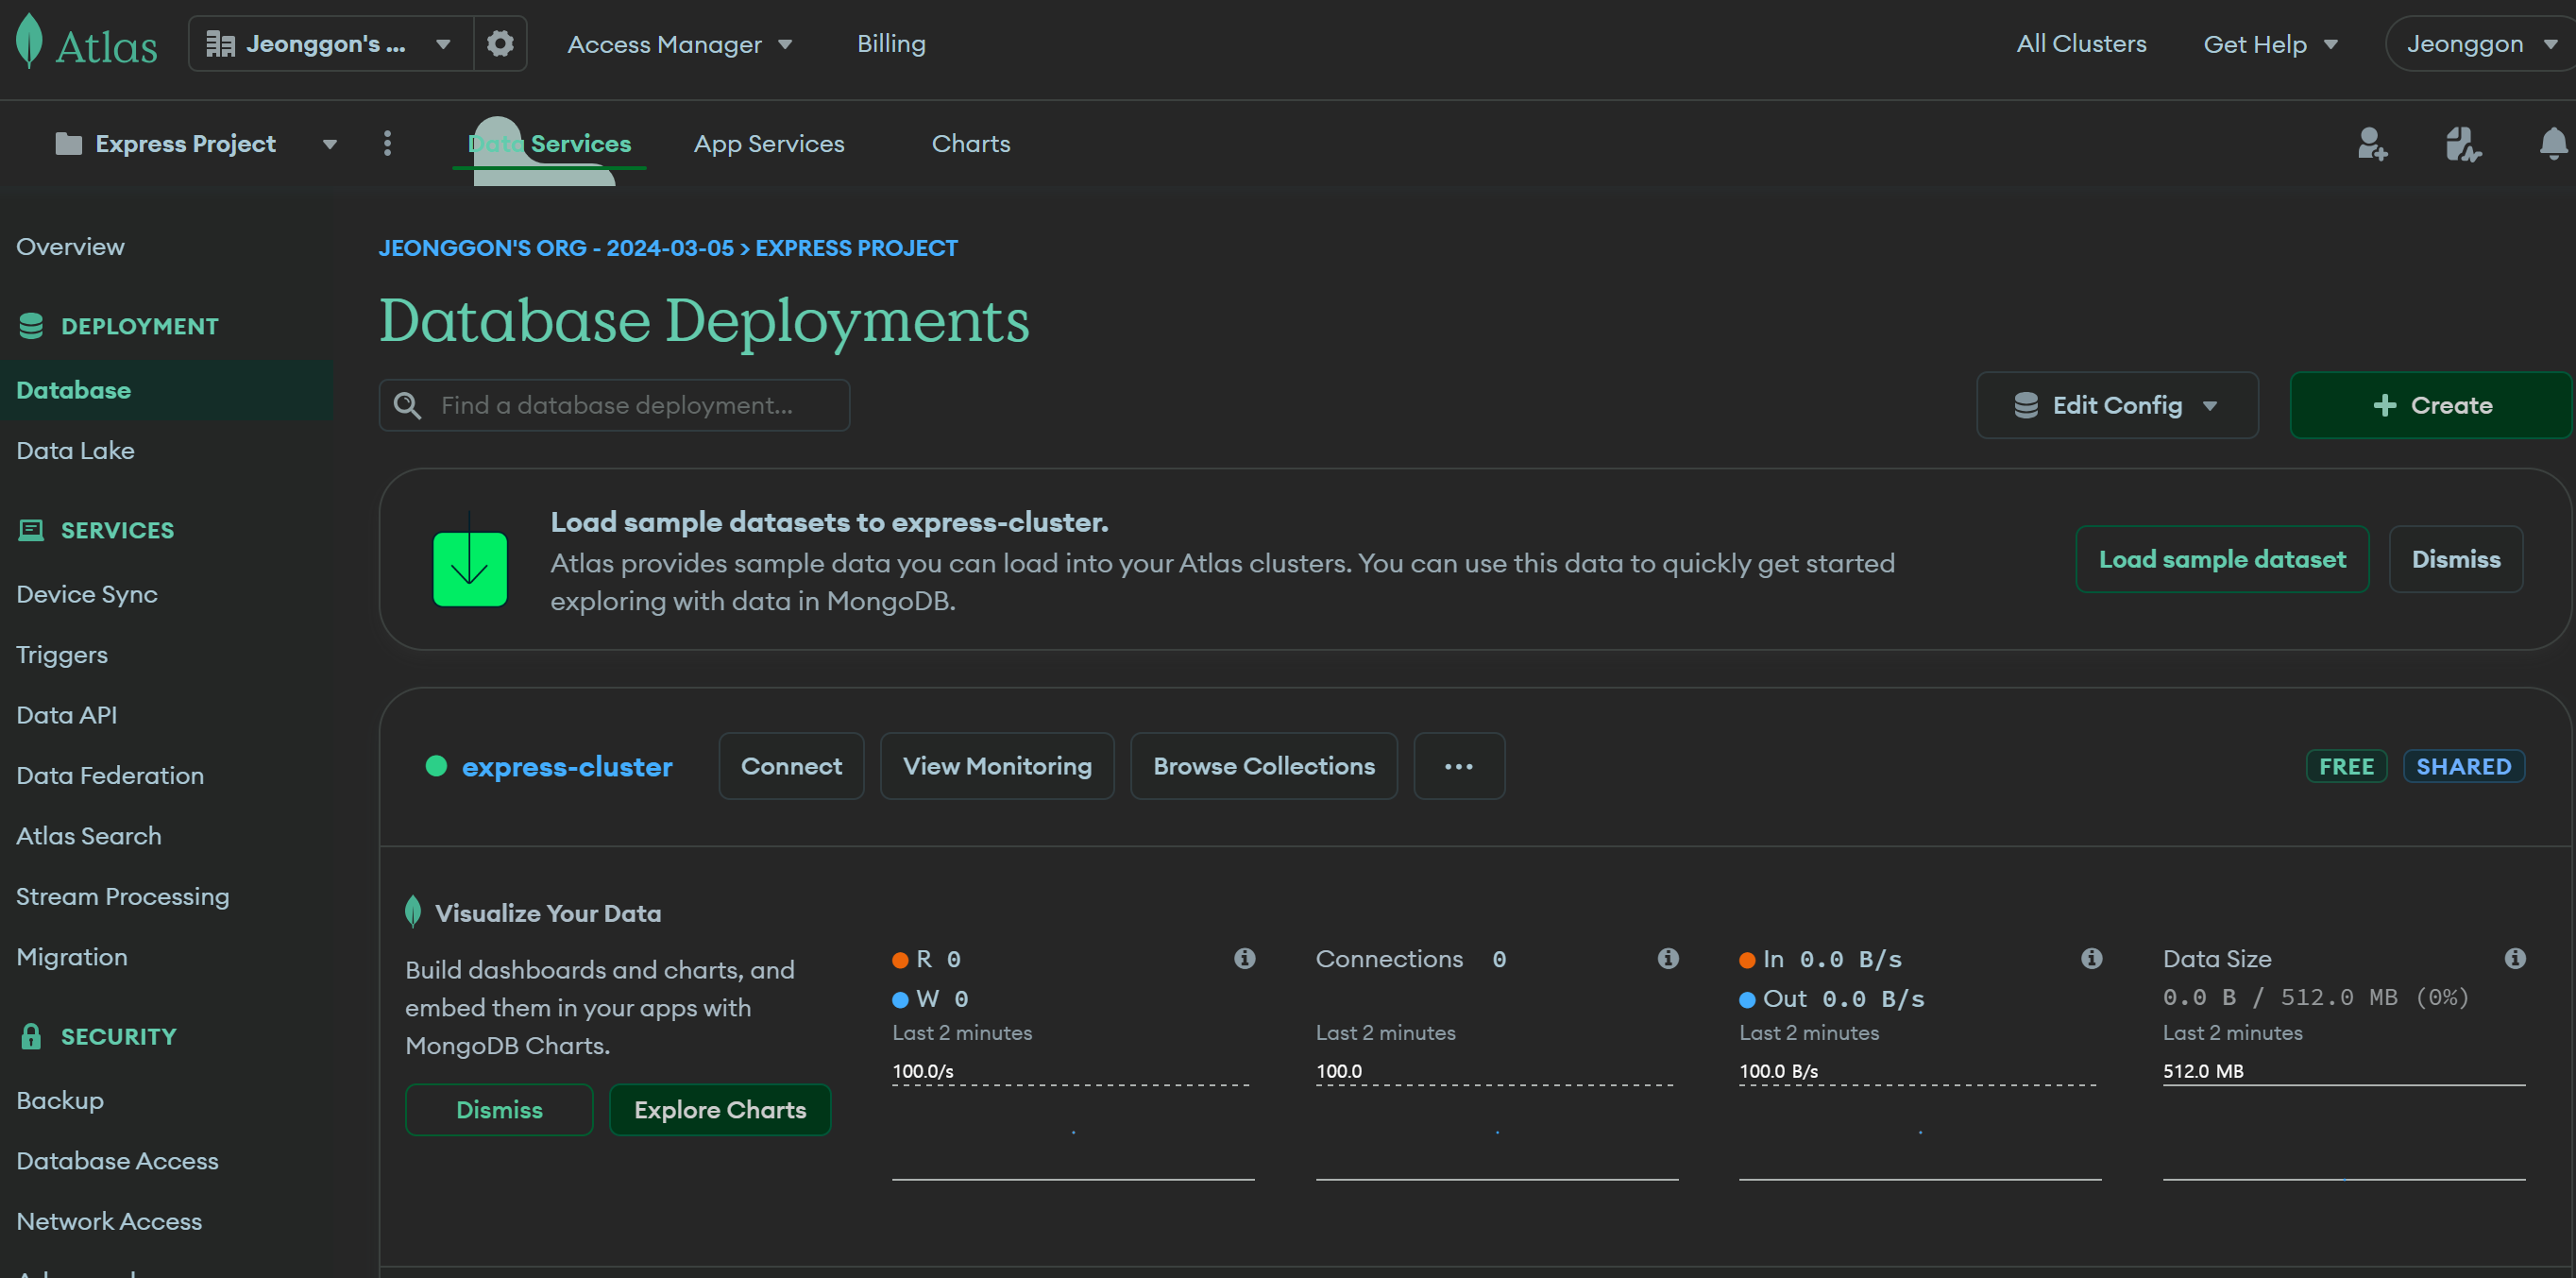 Atlas
Jeonggon's ...
Access Manager
Billing
All Clusters
Get Help
Jeonggon
Express Project
Data Services
App Services
Charts
Overview
DEPLOYMENT
Database
Data Lake
SERVICES
Device Sync
Triggers
Data API
Data Federation
Atlas Search
Stream Processing
Migration
SECURITY
Backup
Database Access
Network Access
JEONGGON'S ORG - 2024-03-05 > EXPRESS PROJECT
Database Deployments
Find a database deployment...
Edit Config
+ Create
Load sample datasets to express-cluster.
Atlas provides sample data you can load into your Atlas clusters. You can use this data to quickly get started
exploring with data in MongoDB.
Load sample dataset
Dismiss
express-cluster
Connect
View Monitoring
Browse Collections
...
FREE
SHARED
Visualize Your Data
Build dashboards and charts, and
embed them in your apps with
MongoDB Charts.
Dismiss
Explore Charts
R 0
W 0
Last 2 minutes
100.0/s
Connections 0
Last 2 minutes
100.0
In 0.0 B/s
Out 0.0 B/s
Last 2 minutes
100.0 B/s
Data Size
0.0 B / 512.0 MB (0%)
Last 2 minutes
512.0 MB